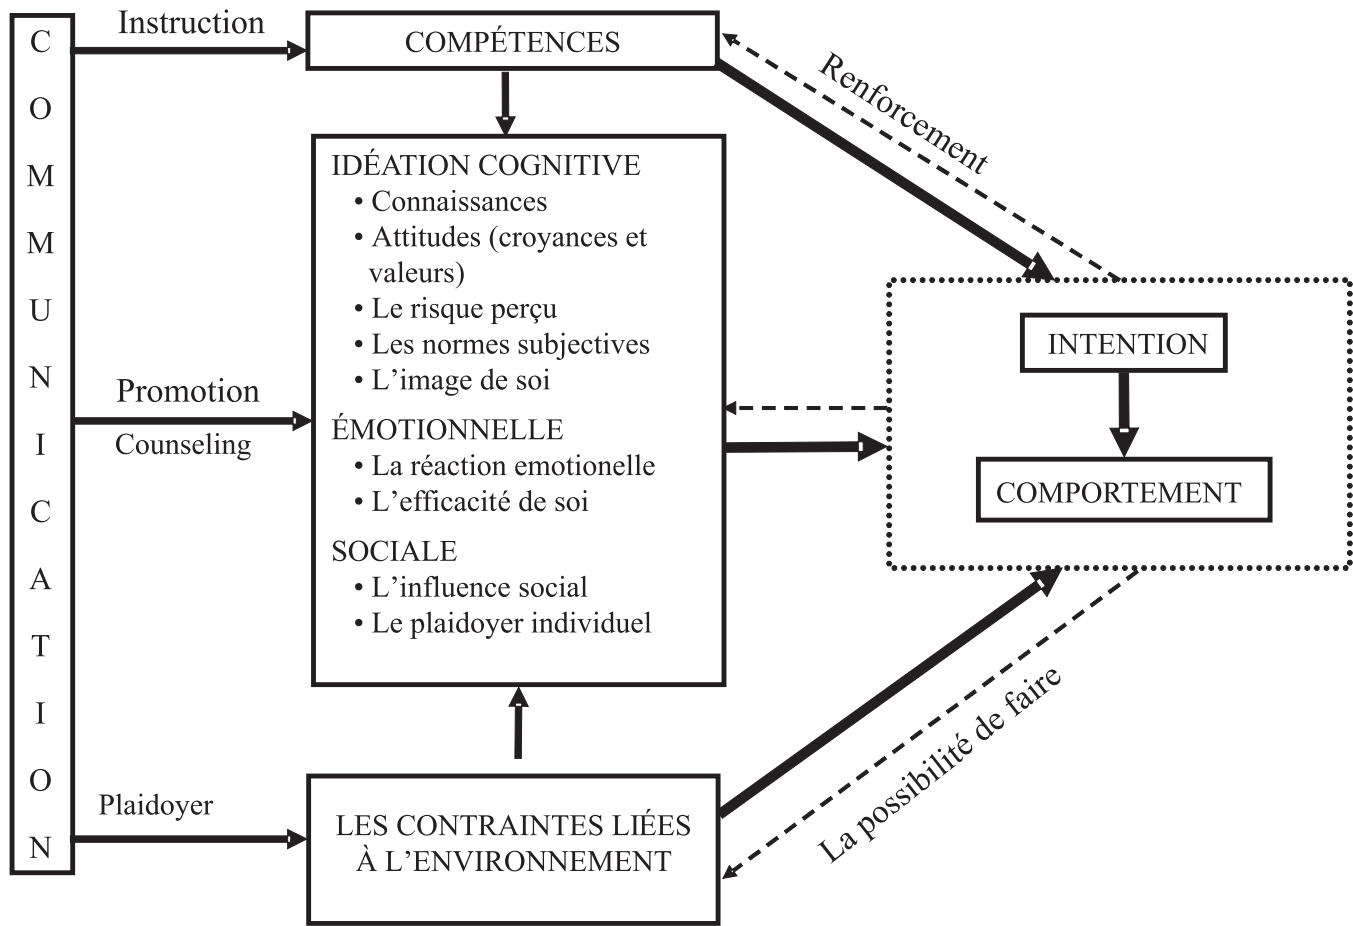 COMMUNICATION
Instruction
COMPÉTENCES
Renforcement
IDÉATION COGNITIVE
• Connaissances
• Attitudes (croyances et
valeurs)
• Le risque perçu
• Les normes subjectives
• L’image de soi
Promotion
Counseling
ÉMOTIONNELLE
• La réaction emotionelle
• L’efficacité de soi
SOCIALE
• L’influence social
• Le plaidoyer individuel
INTENTION
COMPORTEMENT
Plaidoyer
LES CONTRAINTES LIÉES
À L’ENVIRONNEMENT
La possibilité de faire